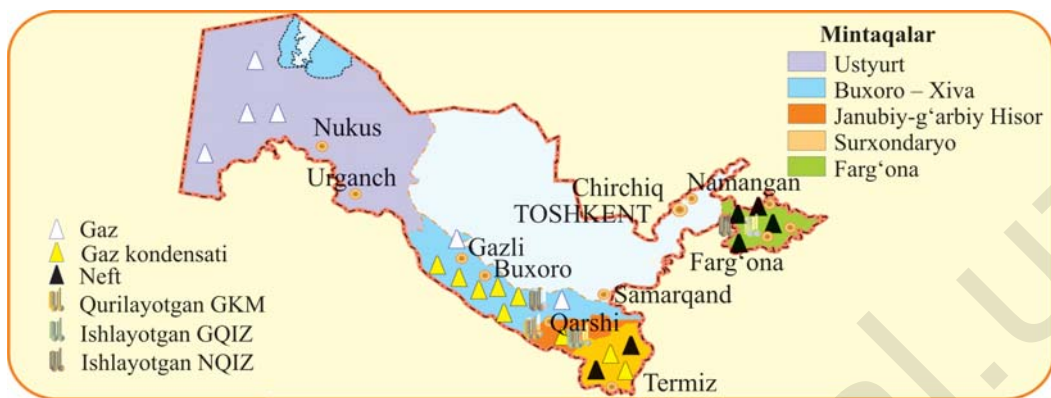 Mintaqalar
Ustyurt
Buxoro – Xiva
Janubiy-g‘arbiy Hisor
Surxondaryo
Farg‘ona
Nukus
Urganch
Chirchiq
Namangan
TOSHKENT
Farg‘ona
Gazli
Buxoro
Samarqand
Qarshi
Termiz
Gaz
Gaz kondensati
Neft
Qurilayotgan GKM
Ishlayotgan GQIZ
Ishlayotgan NQIZ